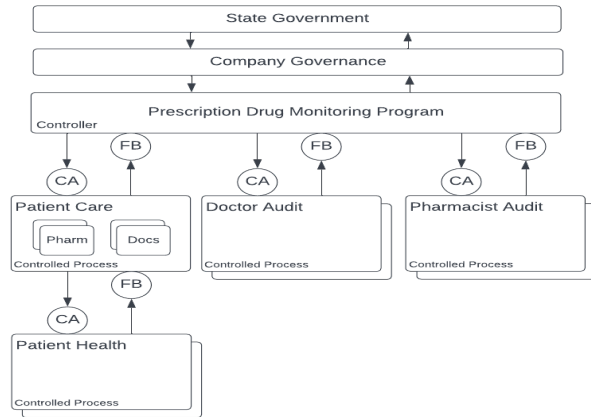 State Government
Company Governance
Prescription Drug Monitoring Program
Controller
FB
FB
FB
CA
CA
CA
Patient Care
Doctor Audit
Pharmacist Audit
Pharm
Docs
Controlled Process
Controlled Process
Controlled Process
FB
CA
Patient Health
Controlled Process